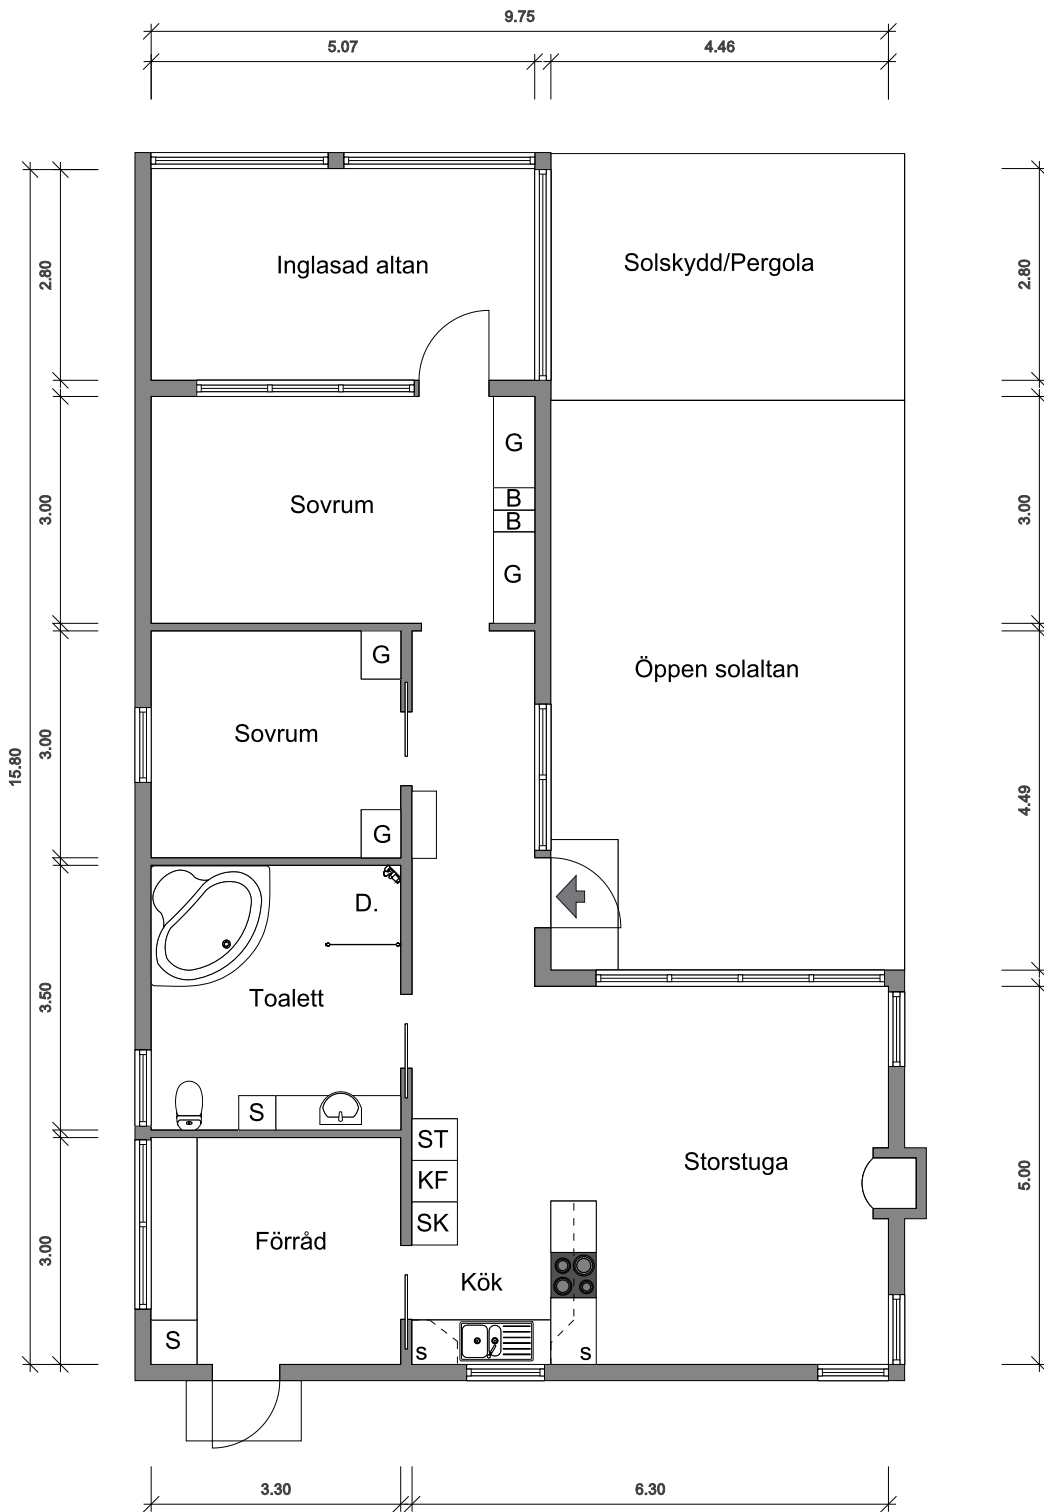 9.75
5.07
4.46
Inglasad altan
Solskydd/Pergola
2.80
2.80
G
B
B
G
Sovrum
3.00
3.00
Öppen solaltan
G
Sovrum
G
3.00
15.80
4.49
D.
Toalett
3.50
S
ST
KF
SK
Storstuga
5.00
Förråd
3.00
Kök
S
s
s
3.30
6.30